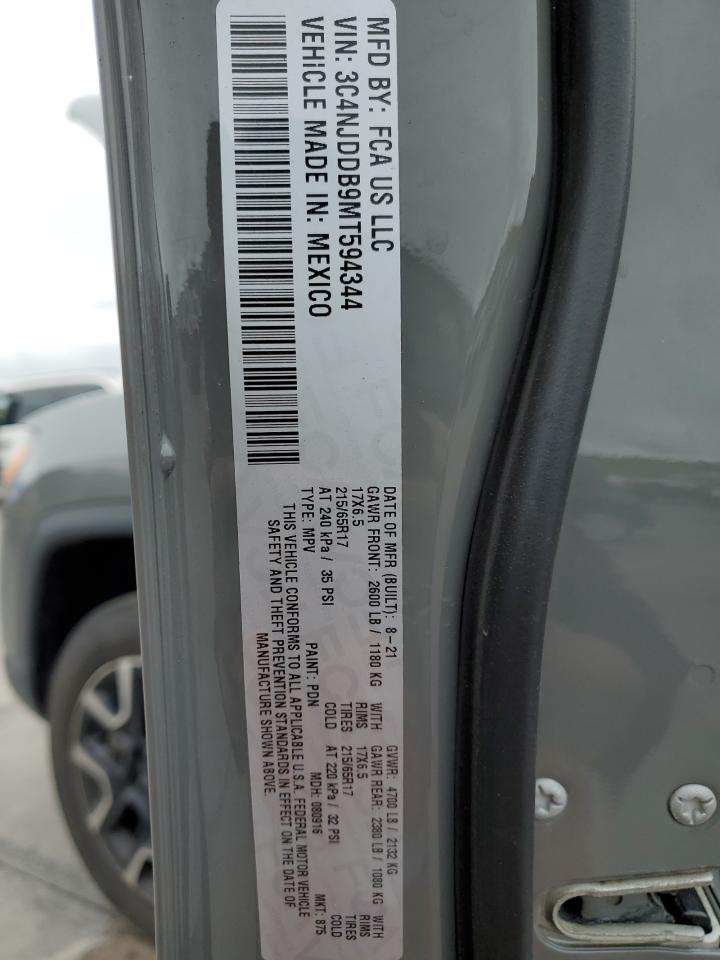 MFD BY: FCA US LLC
VIN: 3C4NJDDB9MT594344
VEHICLE MADE IN: MEXICO
DATE OF MFR (BUILT): 8-21 GVWR: 4700 LB / 2132 KG
GAWR FRONT: 2600 LB / 1180 KG WITH GAWR REAR: 2380 LB / 1080 KG WITH
17X6.5 RIMS 17X6.5 RIMS
215/65R17 TIRES 215/65R17 TIRES
AT 240 kPa / 35 PSI COLD AT 220 kPa / 32 PSI COLD
TYPE: MPV PAINT: PDN MDH: 080916 MKT: 875
THIS VEHICLE CONFORMS TO ALL APPLICABLE U.S.A. FEDERAL MOTOR VEHICLE
SAFETY AND THEFT PREVENTION STANDARDS IN EFFECT ON THE DATE OF
MANUFACTURE SHOWN ABOVE.